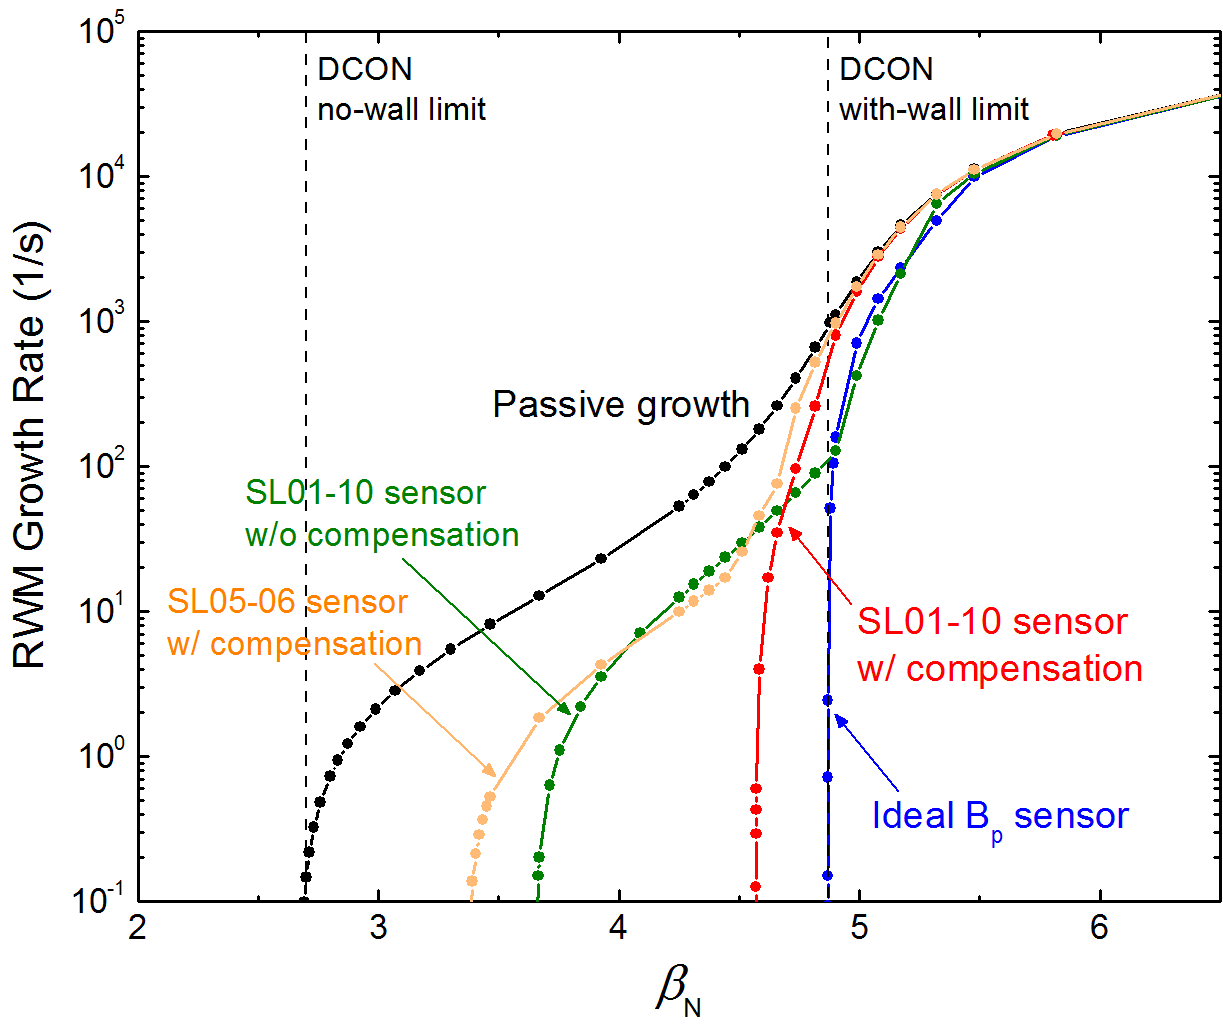 10^5
10^4
10^3
10^2
10^1
10^0
10^-1
RWM Growth Rate (1/s)
DCON
no-wall limit
DCON
with-wall limit
Passive growth
SL01-10 sensor
w/o compensation
SL05-06 sensor
w/ compensation
SL01-10 sensor
w/ compensation
Ideal B_p sensor
2 3 4 5 6
β_N